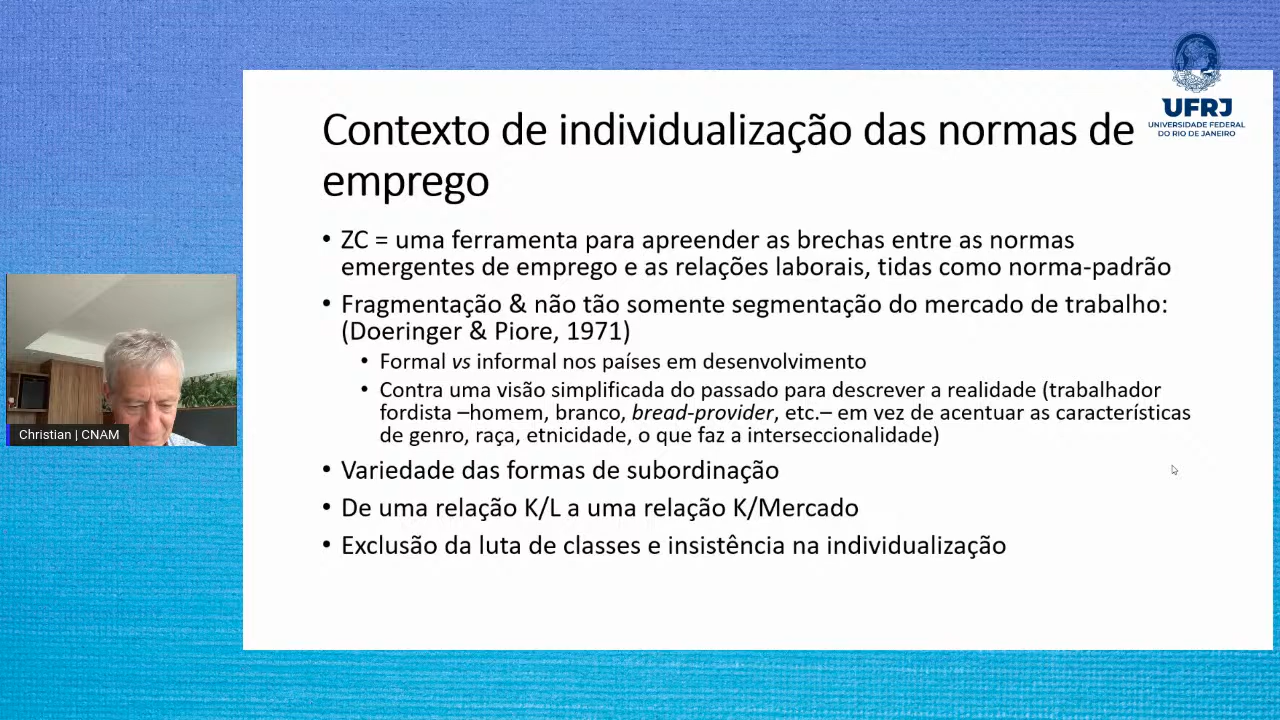 UFRJ
UNIVERSIDADE FEDERAL
DO RIO DE JANEIRO
Contexto de individualização das normas de
emprego
• ZC = uma ferramenta para apreender as brechas entre as normas
emergentes de emprego e as relações laborais, tidas como norma-padrão
• Fragmentação & não tão somente segmentação do mercado de trabalho:
(Doeringer & Piore, 1971)
• Formal vs informal nos países em desenvolvimento
• Contra uma visão simplificada do passado para descrever a realidade (trabalhador
fordista –homem, branco, bread-provider, etc.– em vez de acentuar as características
de genro, raça, etnicidade, o que faz a interseccionalidade)
• Variedade das formas de subordinação
• De uma relação K/L a uma relação K/Mercado
• Exclusão da luta de classes e insistência na individualização
Christian | CNAM